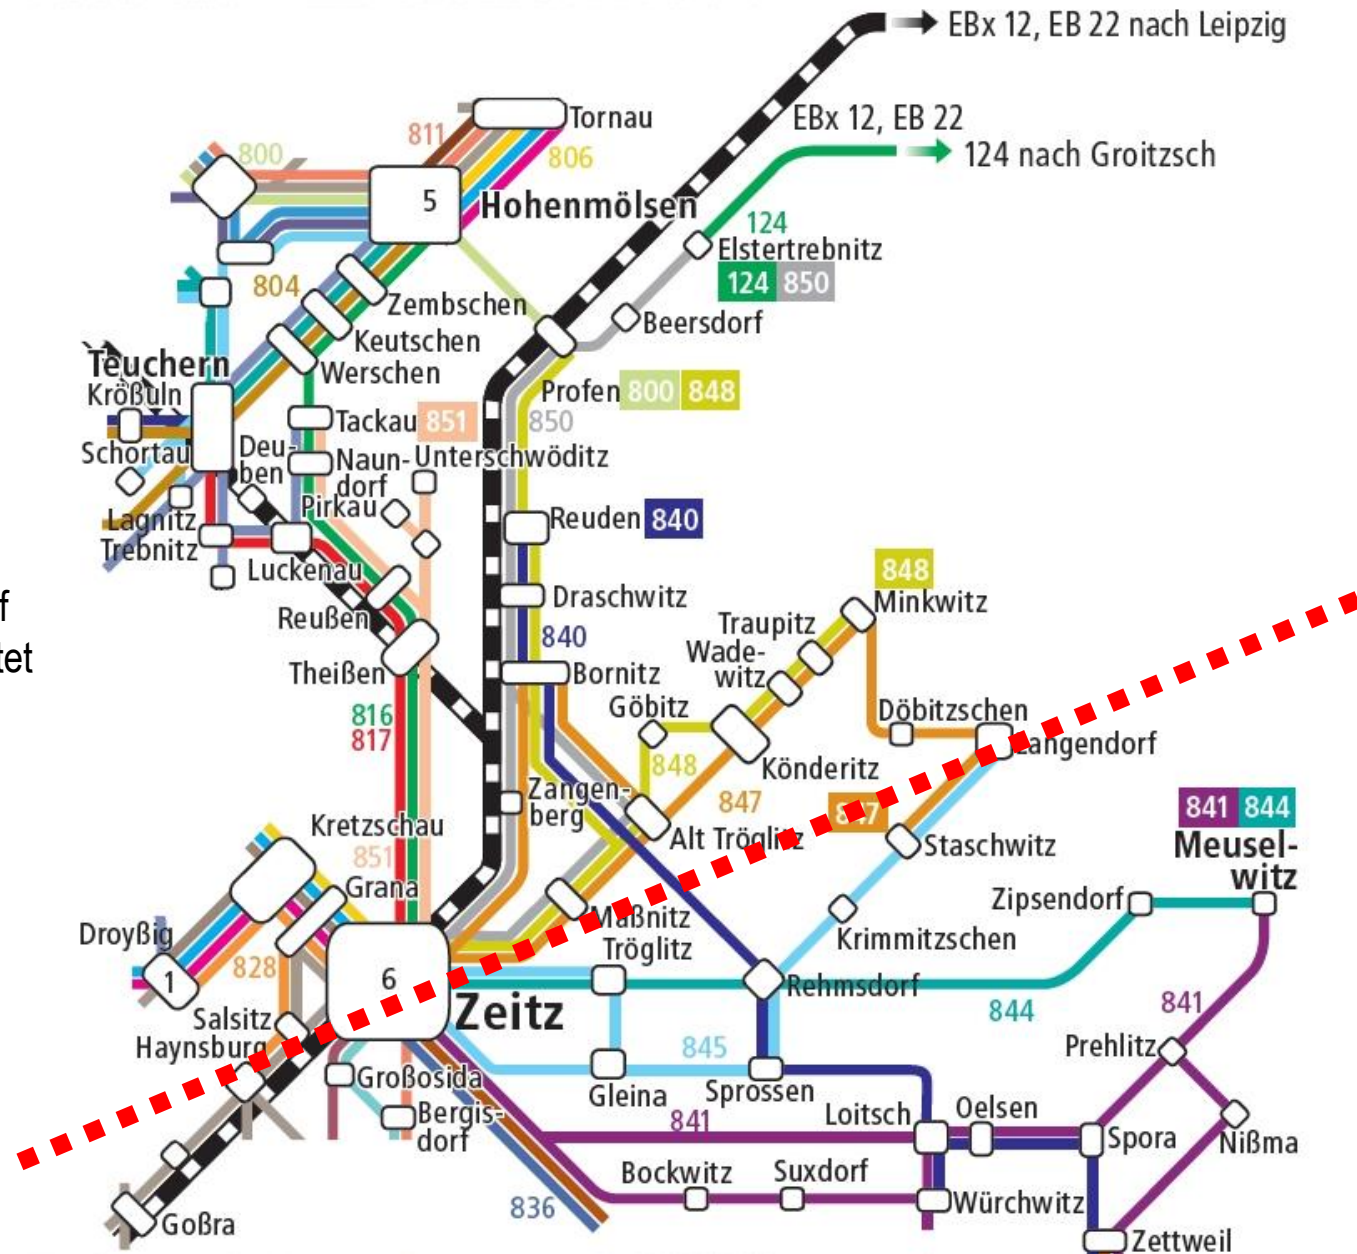 EBx 12, EB 22 nach Leipzig
EBx 12, EB 22
124 nach Groitzsch
Tornau
811
806
800
5
Hohenmölsen
124
Elstertrebnitz
124 850
804
Zembschen
Beersdorf
Keutschen
Werschen
Teuchern
Krößuln
Profen 800 848
850
Tackau 851
Schortau
Deu-
ben
Naun-
dorf
Unterschwöditz
Pirkau
Lagnitz
Trebnitz
Reuden 840
Luckenau
848
Minkwitz
f
Draschwitz
Reußen
Traupitz
840
Wade-
witz
tet
Theißen
Bornitz
Göbitz
Döbitzschen
816
817
Langendorf
848
Könderitz
Zangen-
berg
847
847
841 844
Kretzschau
Alt Tröglitz
Staschwitz
Meusel-
witz
851
Grana
Zipsendorf
Maßnitz
Droyßig
Krimmitzschen
Tröglitz
828
1
6
Rehmsdorf
Zeitz
844
841
Salsitz
Haynsburg
845
Prehlitz
Großosida
Gleina
Sprossen
Bergis-
dorf
Loitsch
Oelsen
841
Spora
Nißma
Bockwitz
Suxdorf
836
Würchwitz
Goßra
Zettweil